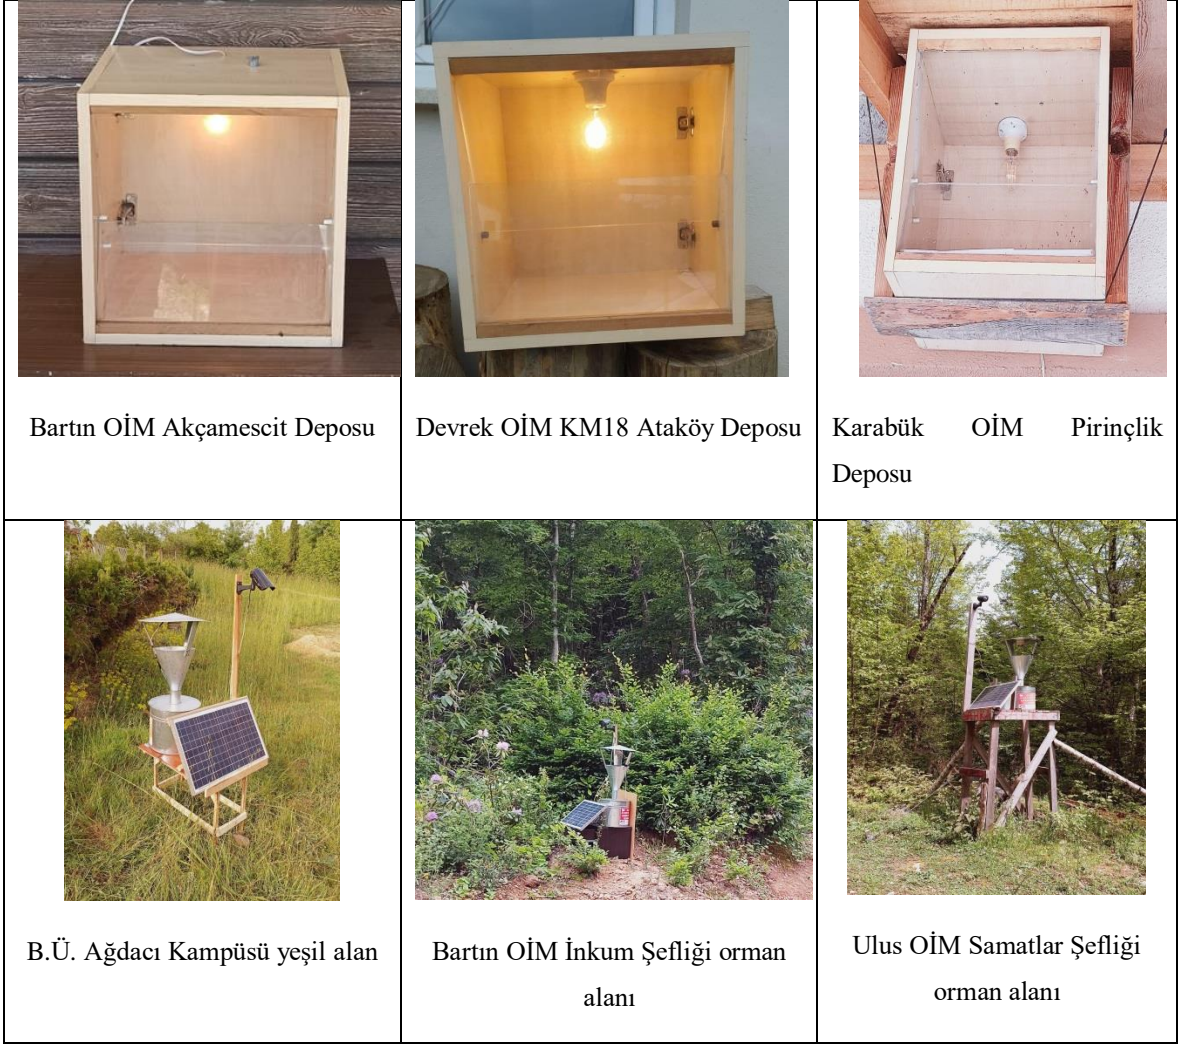 Bartın OİM Akçamescit Deposu
Devrek OİM KM18 Ataköy Deposu
Karabük OİM Pirinçlik
Deposu
B.Ü. Ağdacı Kampüsü yeşil alan
Bartın OİM İnkum Şefliği orman
alanı
Ulus OİM Samatlar Şefliği
orman alanı